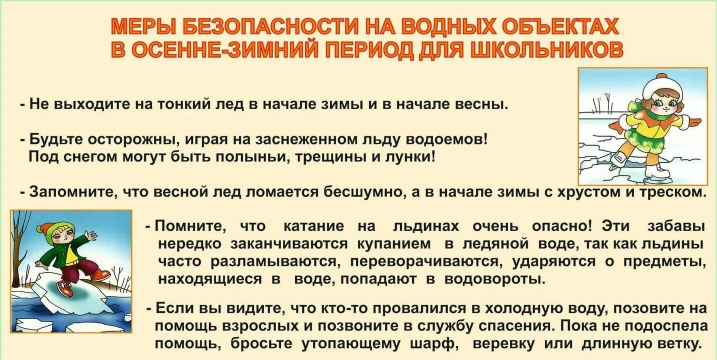 МЕРЫ БЕЗОПАСНОСТИ НА ВОДНЫХ ОБЪЕКТАХ
В ОСЕННЕ-ЗИМНИЙ ПЕРИОД ДЛЯ ШКОЛЬНИКОВ
- Не выходите на тонкий лед в начале зимы и в начале весны.
- Будьте осторожны, играя на заснеженном льду водоемов!
Под снегом могут быть полыньи, трещины и лунки!
- Запомните, что весной лед ломается бесшумно, а в начале зимы с хрустом и треском.
- Помните, что катание на льдинах очень опасно! Эти забавы
нередко заканчиваются купанием в ледяной воде, так как льдины
часто разламываются, переворачиваются, ударяются о предметы,
находящиеся в воде, попадают в водовороты.
- Если вы видите, что кто-то провалился в холодную воду, позовите на
помощь взрослых и позвоните в службу спасения. Пока не подоспела
помощь, бросьте утопающему шарф, веревку или длинную ветку.